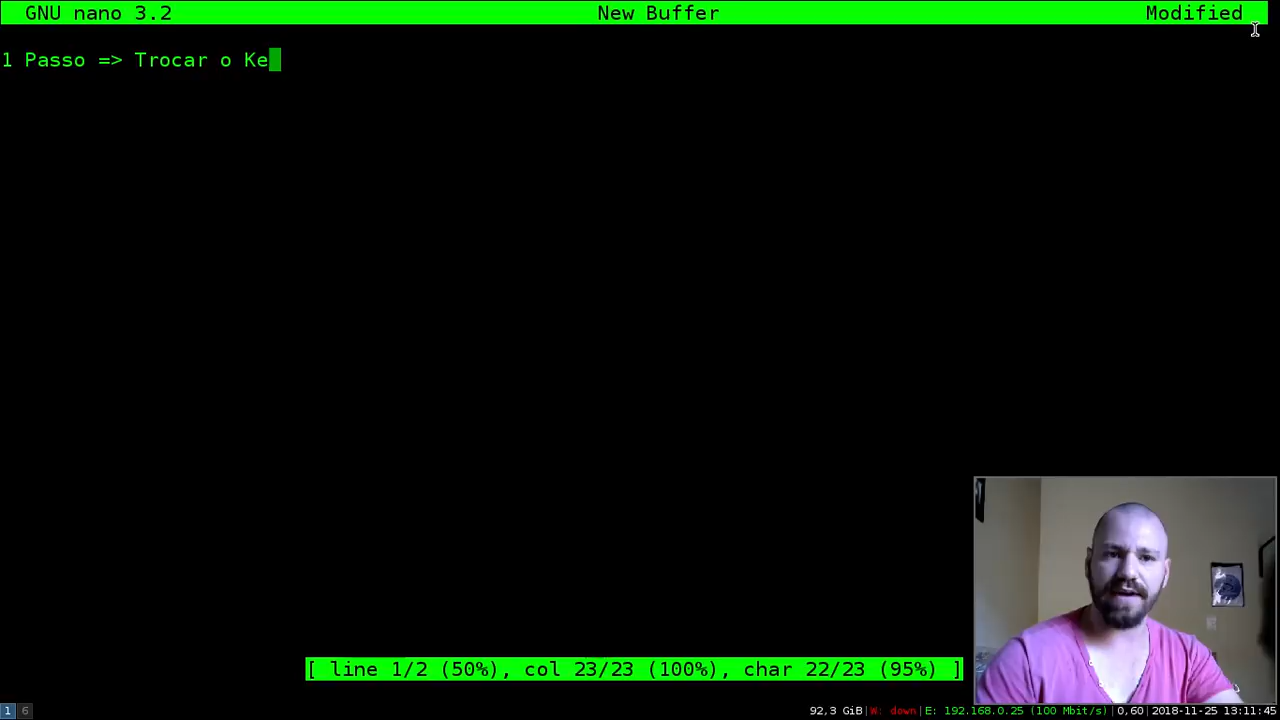 GNU nano 3.2 New Buffer Modified
1 Passo => Trocar o Ke
[ line 1/2 (50%), col 23/23 (100%), char 22/23 (95%) ]
1 6 92,3 GiB|W: down|E: 192.168.0.25 (100 Mbit/s)|0,60|2018-11-25 13:11:45